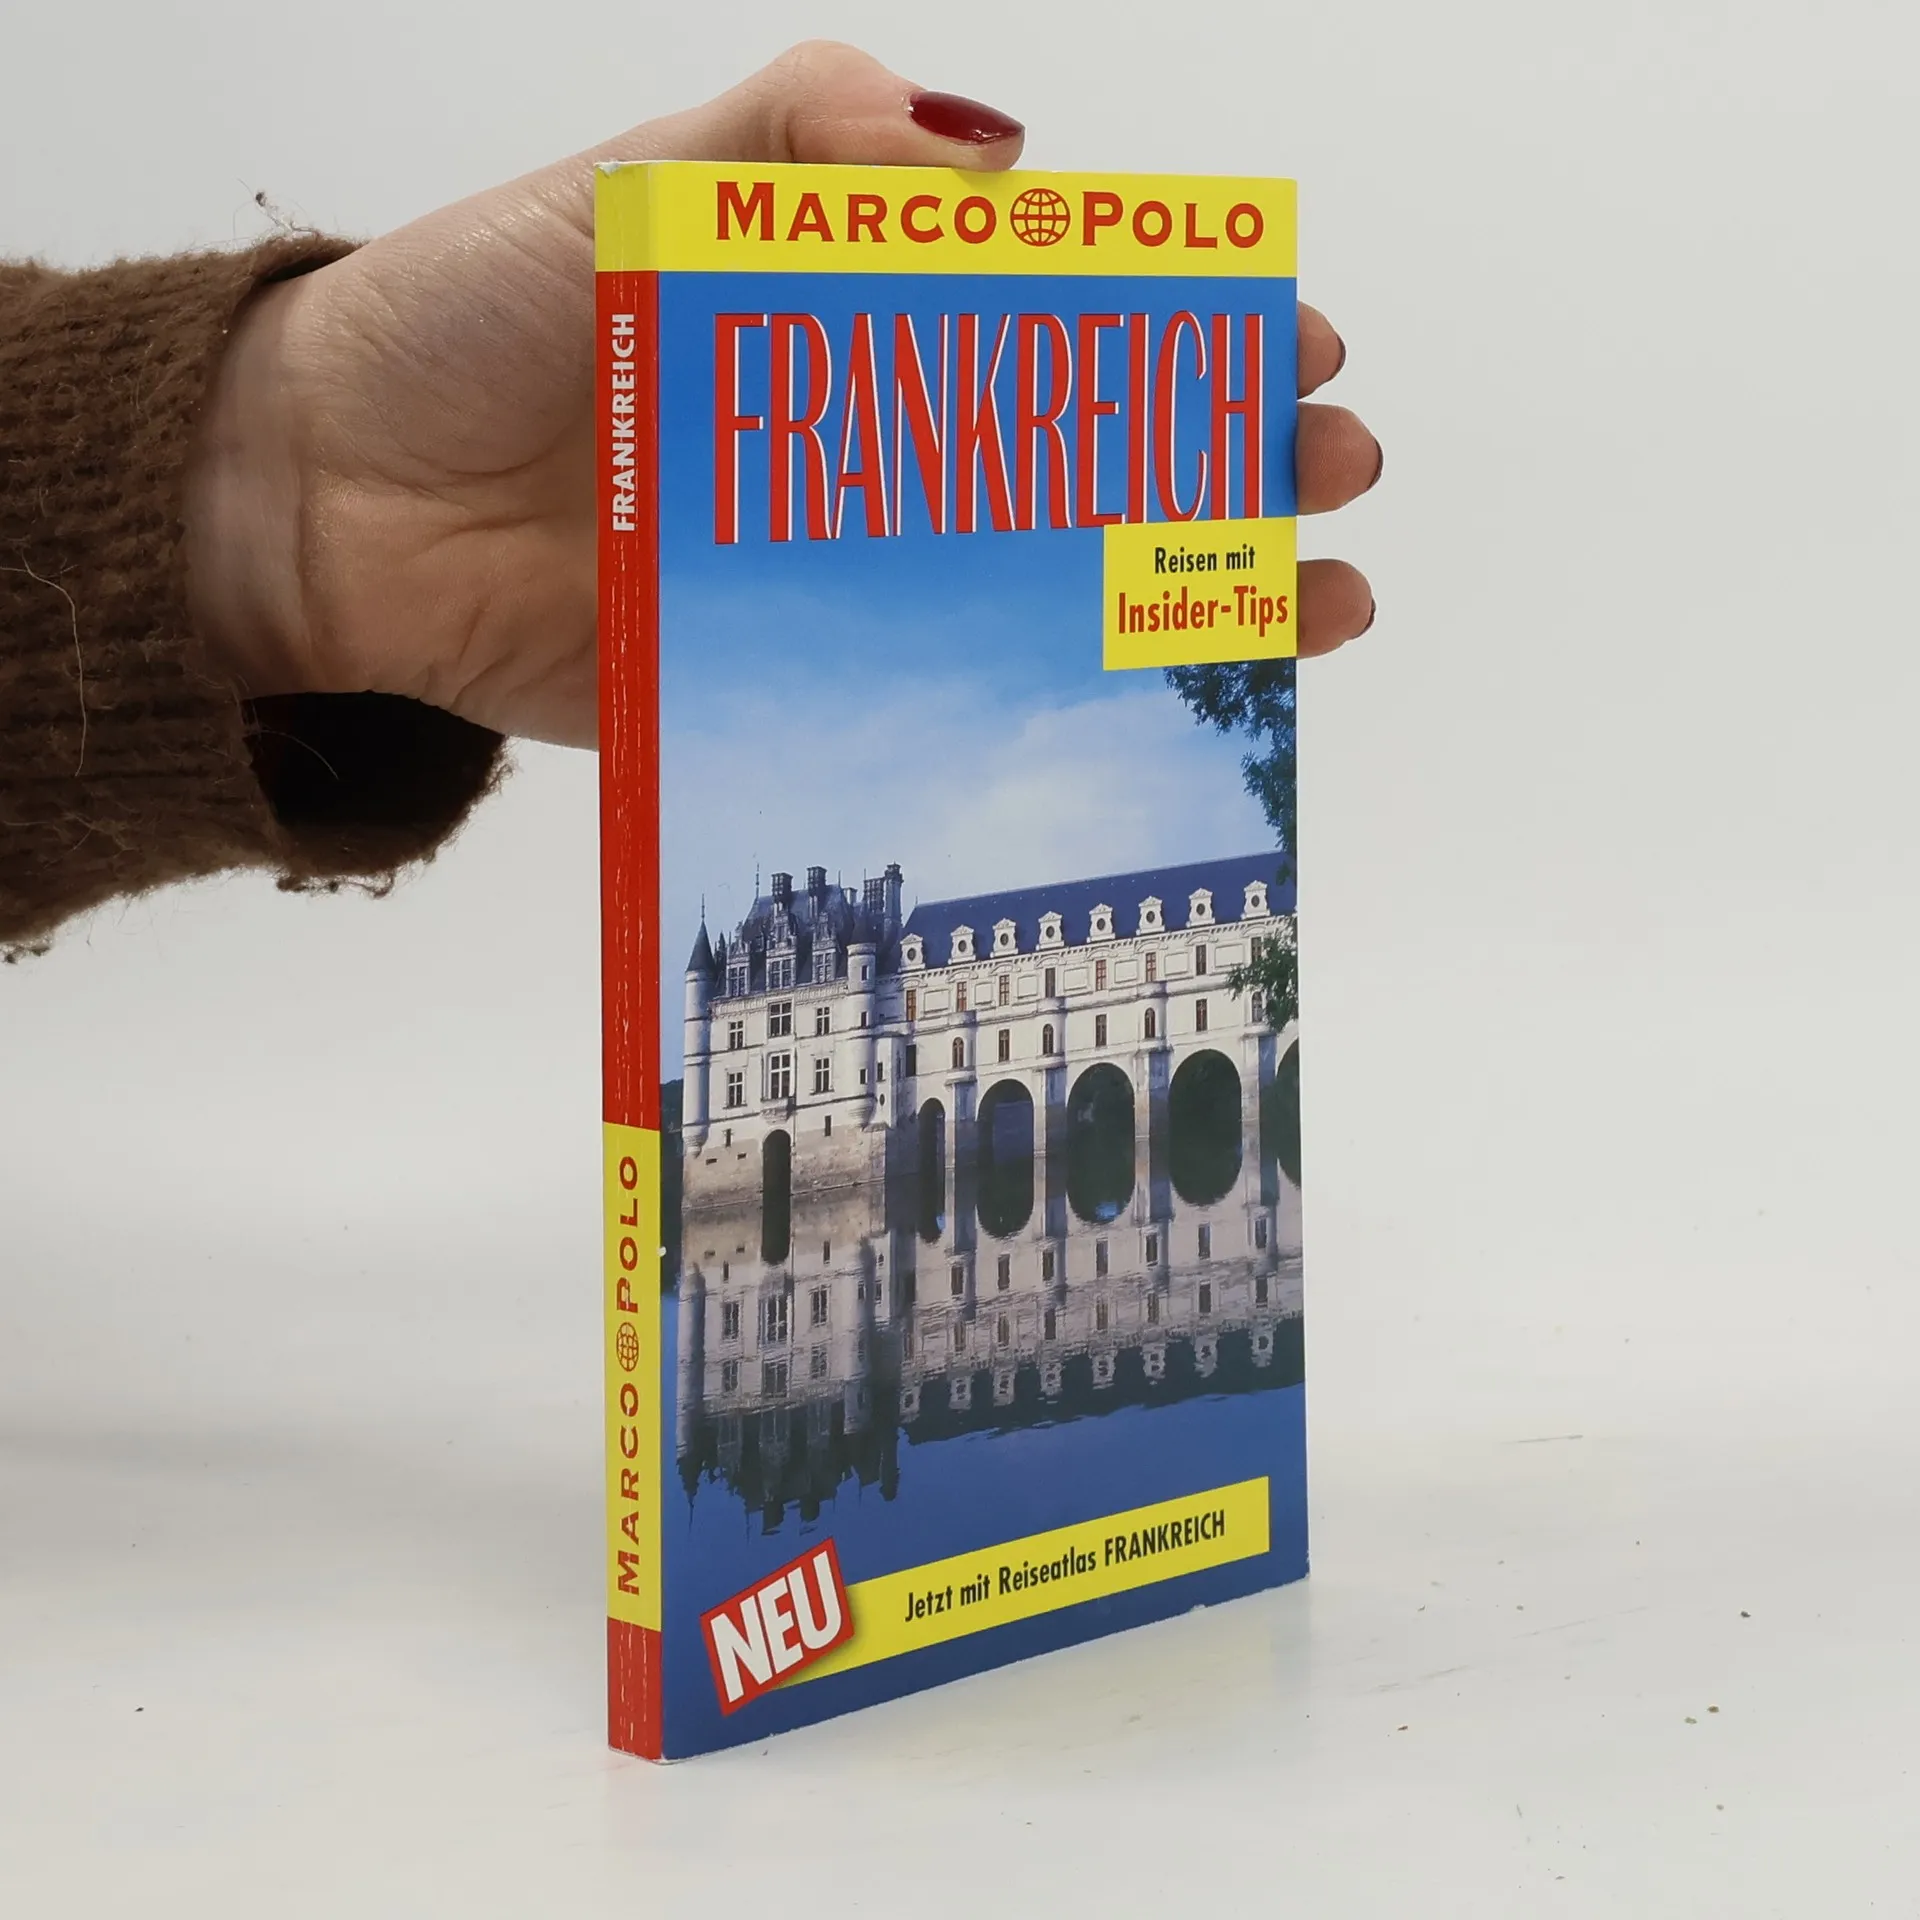 MARCO POLO
FRANKREICH
Reisen mit
Insider-Tips
NEU
Jetzt mit Reiseatlas FRANKREICH
FRANKREICH
MARCO POLO